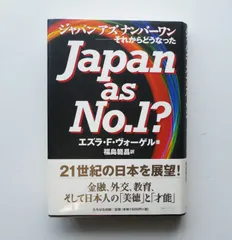 ジャパン アズ ナンバーワン
それからどうなった
Japan
as
No.1?
エズラ・F・ヴォーゲル著
福島範昌訳
21世紀の日本を展望!
金融、外交、教育、
そして日本人の「美徳」と「才能」